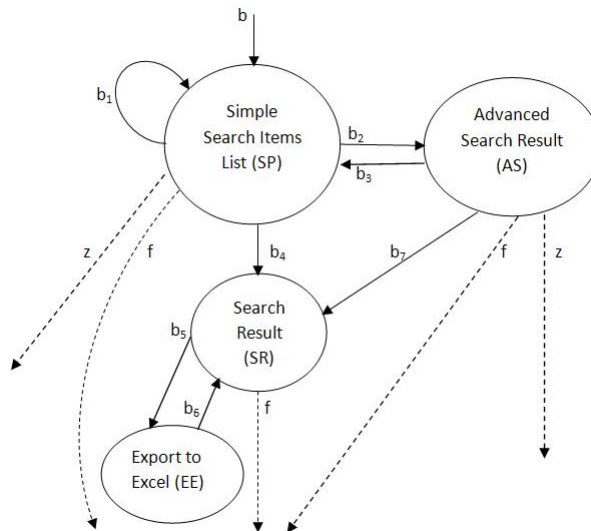 b
b1
Simple
Search Items
List (SP)
Advanced
Search Result
(AS)
b2
b3
z
f
b4
b7
f
z
Search
Result
(SR)
b5
b6
f
Export to
Excel (EE)